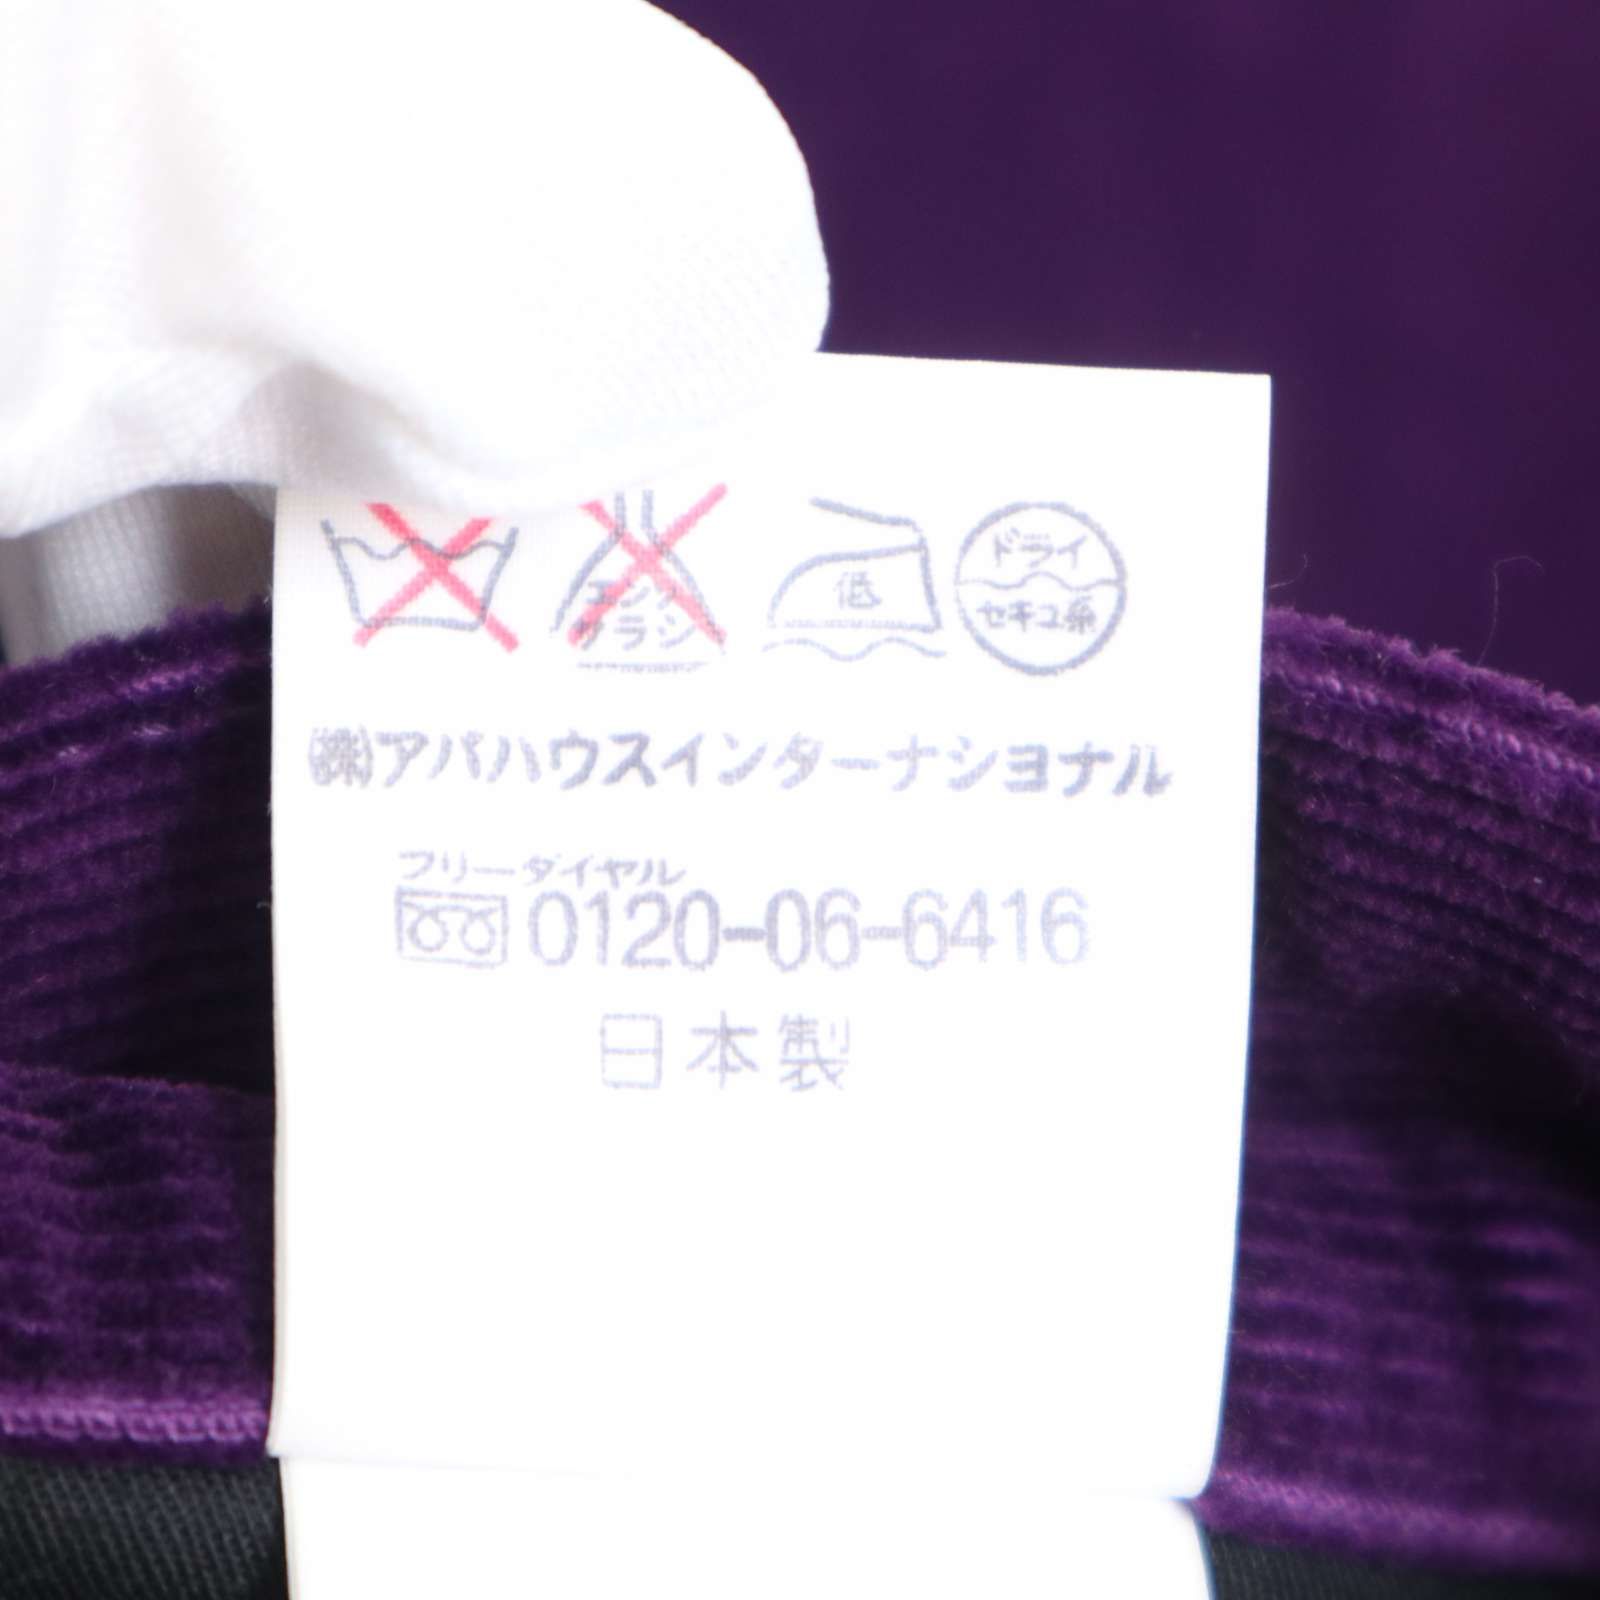 エンソ サラシ 低 ドライ セキユ系
㈱アバハウスインターナショナル
フリーダイヤル
0120-06-6416
日本製